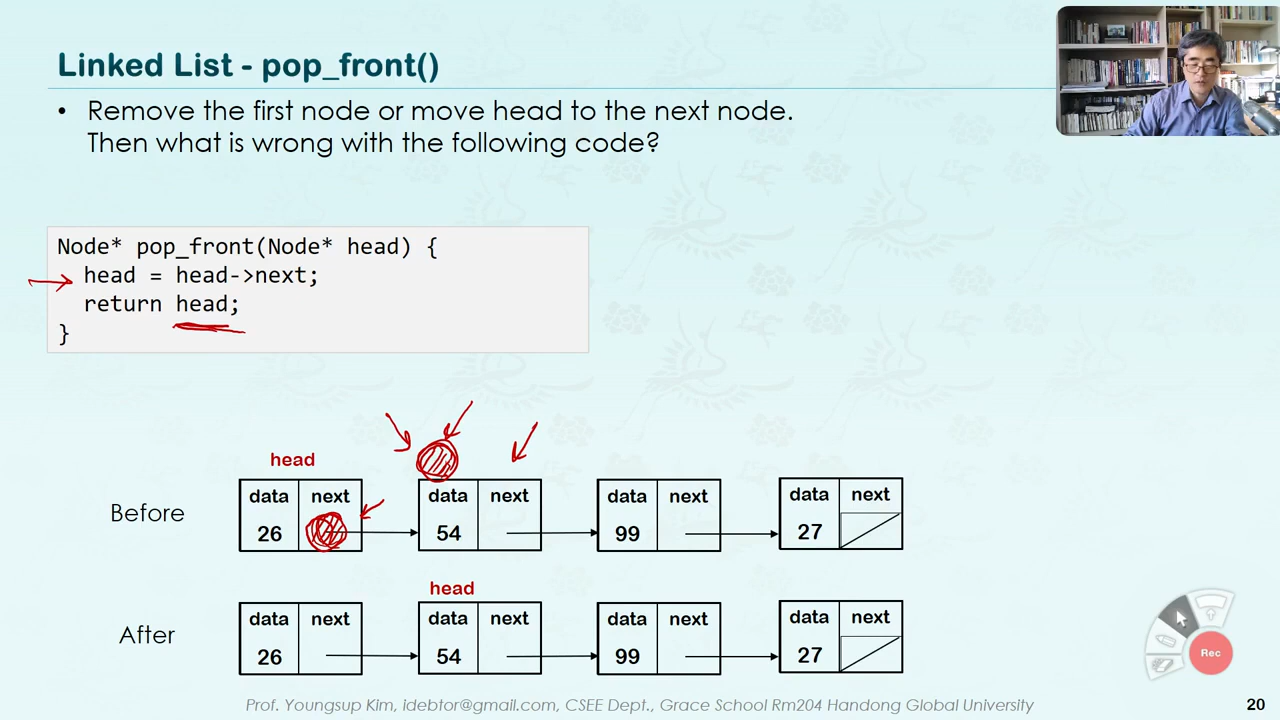 Linked List - pop_front()
• Remove the first node or move head to the next node.
Then what is wrong with the following code?
Node* pop_front(Node* head) {
head = head->next;
return head;
}
head
Before
data next
26
data next
54
data next
99
data next
27
head
After
data next
26
data next
54
data next
99
data next
27
Rec
Prof. Youngsup Kim, idebtor@gmail.com, CSEE Dept., Grace School Rm204 Handong Global University
20